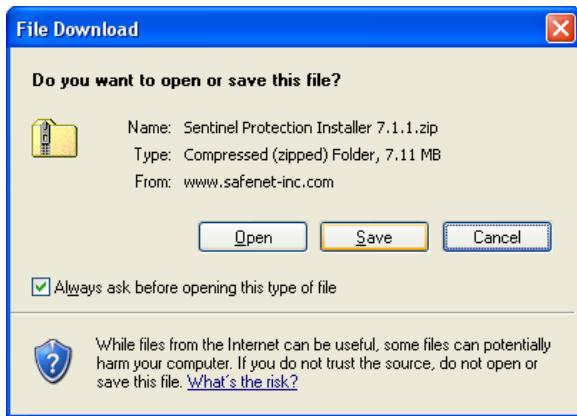 File Download
Do you want to open or save this file?
Name: Sentinel Protection Installer 7.1.1.zip
Type: Compressed (zipped) Folder, 7.11 MB
From: www.safenet-inc.com
Open Save Cancel
Always ask before opening this type of file
While files from the Internet can be useful, some files can potentially
harm your computer. If you do not trust the source, do not open or
save this file. What's the risk?